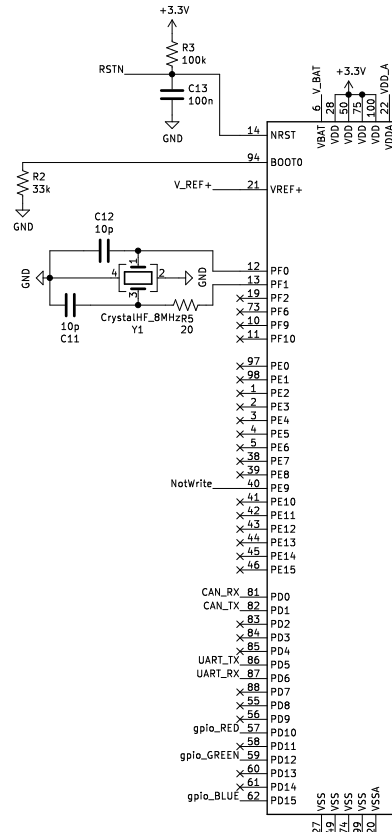 +3.3V
R3
100k
RSTN
C13
100n
GND
+3.3V
V_BAT
VDD_A
6 28 50 75 100 22
VBAT VDD VDD VDD VDD VDDA
14 NRST
94 BOOT0
R2
33k
GND
V_REF+ 21 VREF+
C12
10p
12 PF0
13 PF1
GND 4 1 2 3 GND
CrystalHF_8MHz
Y1
R5
20
10p
C11
19 PF2
73 PF6
10 PF9
11 PF10
97 PE0
98 PE1
1 PE2
2 PE3
3 PE4
4 PE5
5 PE6
38 PE7
39 PE8
NotWrite 40 PE9
41 PE10
42 PE11
43 PE12
44 PE13
45 PE14
46 PE15
CAN_RX 81 PD0
CAN_TX 82 PD1
83 PD2
84 PD3
85 PD4
UART_TX 86 PD5
UART_RX 87 PD6
88 PD7
55 PD8
56 PD9
gpio_RED 57 PD10
58 PD11
gpio_GREEN 59 PD12
60 PD13
61 PD14
gpio_BLUE 62 PD15
VSS VSS VSS VSS VSSA
27 49 74 99 20